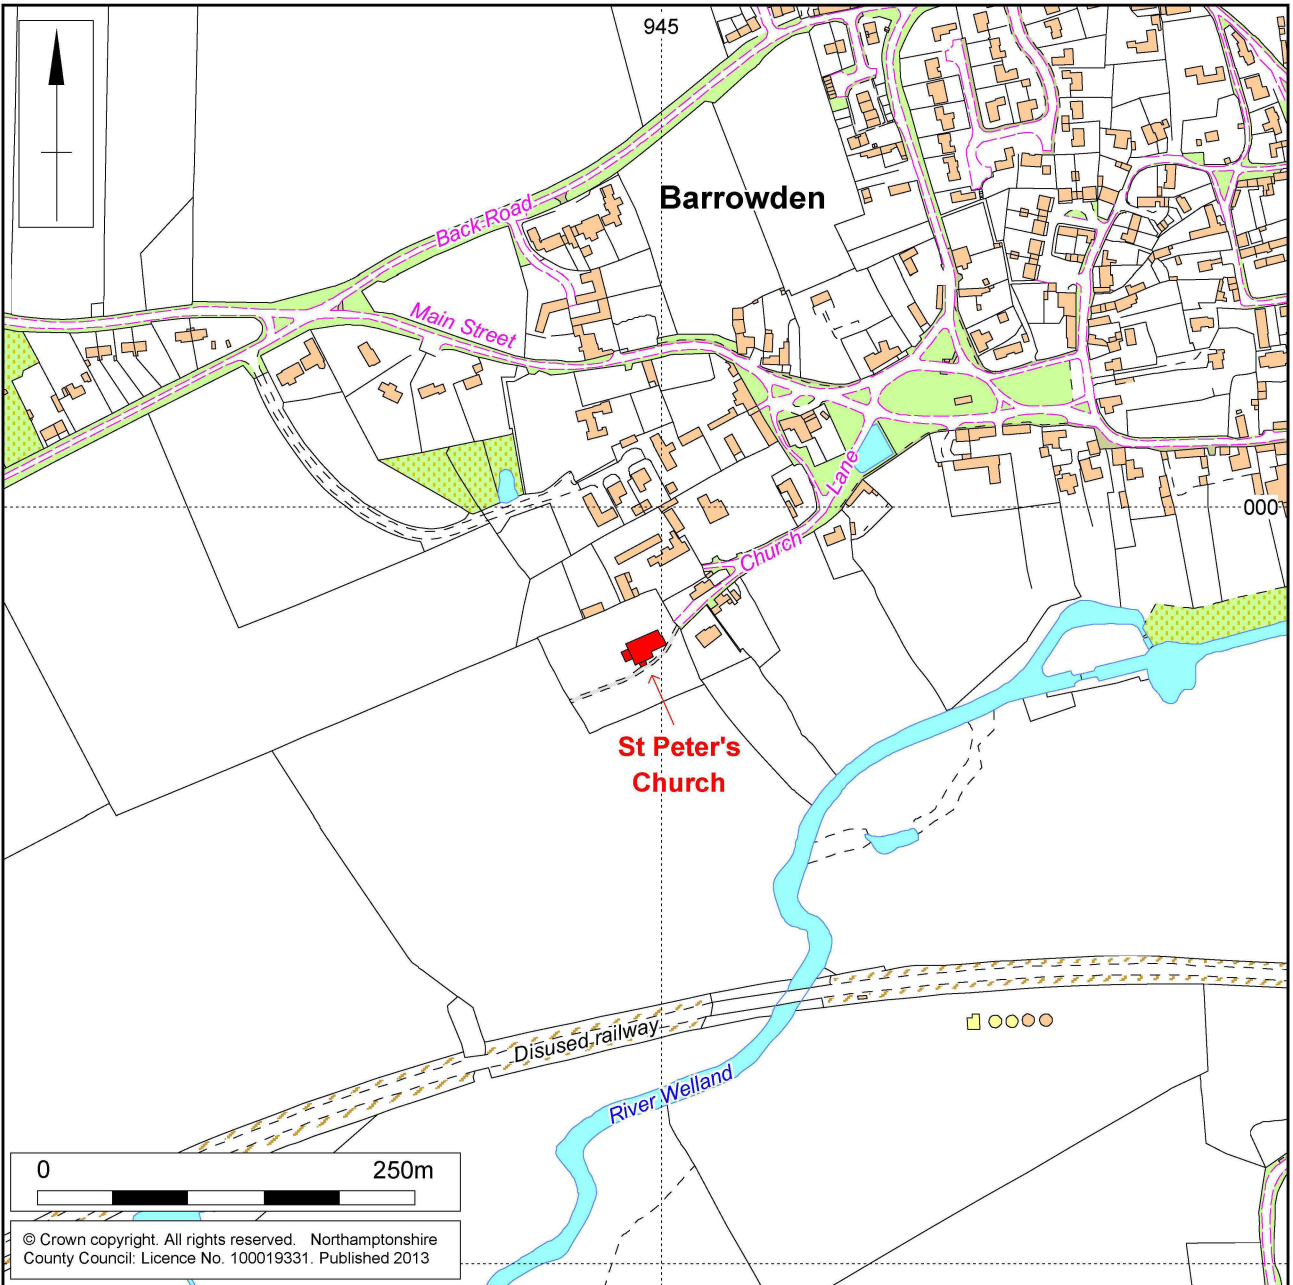 945
Barrowden
Back Road
Main Street
Lane
000
Church
St Peter's
Church
Disused railway
River Welland
0 250m
© Crown copyright. All rights reserved. Northamptonshire
County Council: Licence No. 100019331. Published 2013